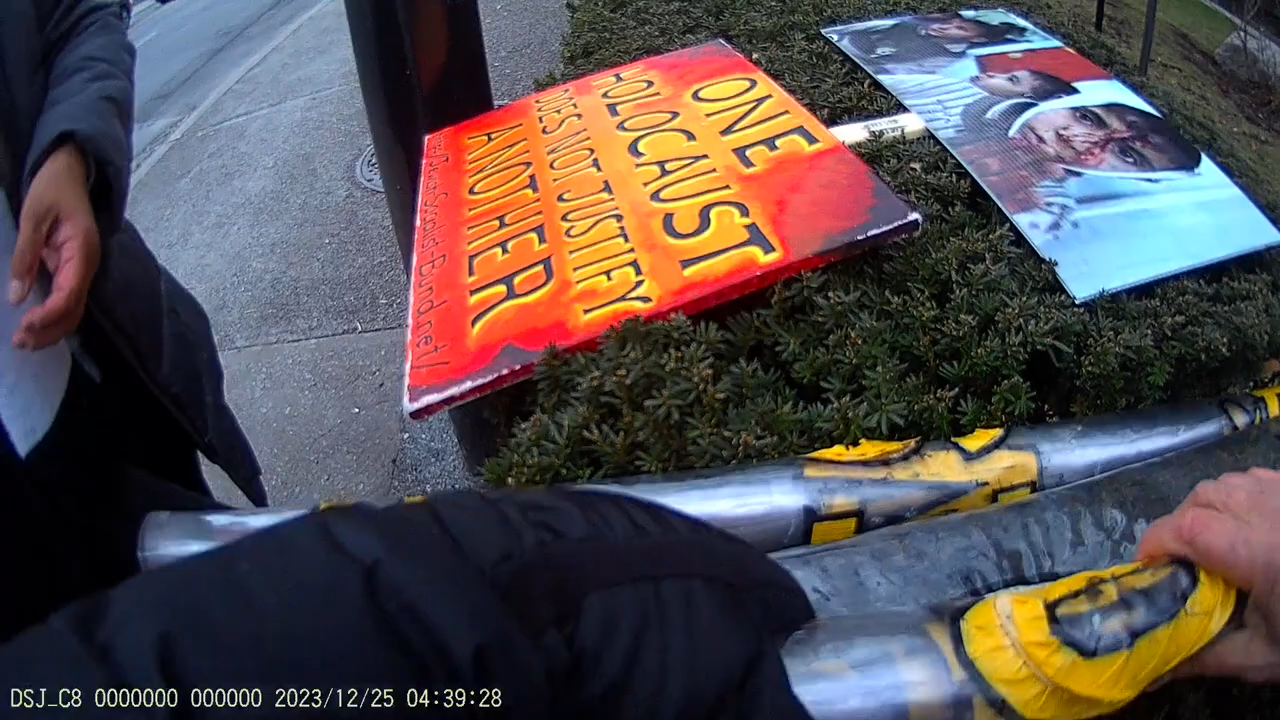 ONE
HOLOCAUST
DOES NOT JUSTIFY
ANOTHER
DSJ_C8 0000000 000000 2023/12/25 04:39:28